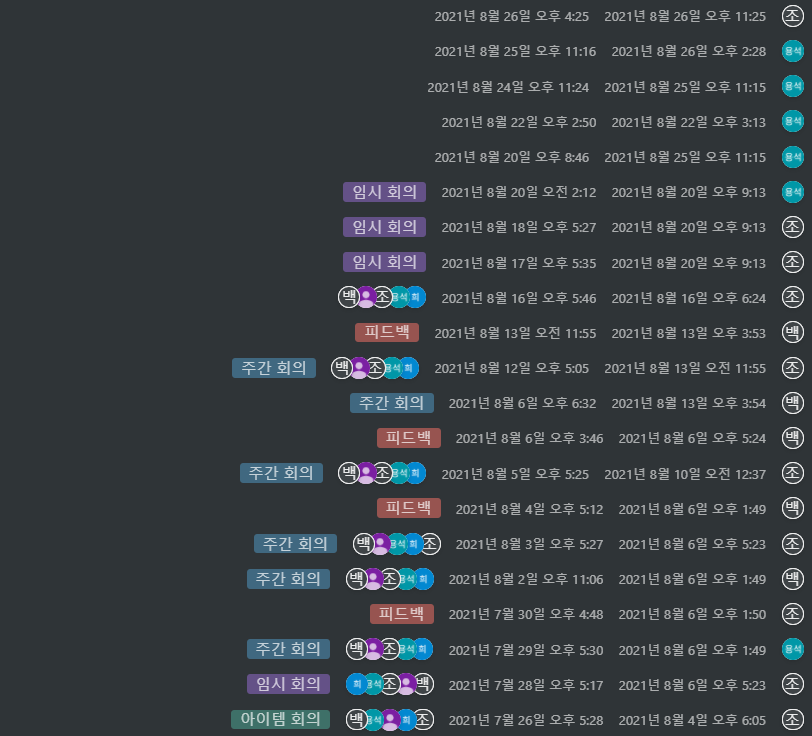 2021년 8월 26일 오후 4:25 2021년 8월 26일 오후 11:25 조
2021년 8월 25일 오후 11:16 2021년 8월 26일 오후 2:28 용석
2021년 8월 24일 오후 11:24 2021년 8월 25일 오후 11:15 용석
2021년 8월 22일 오후 2:50 2021년 8월 22일 오후 3:13 용석
2021년 8월 20일 오후 8:46 2021년 8월 25일 오후 11:15 용석
임시 회의 2021년 8월 20일 오전 2:12 2021년 8월 20일 오후 9:13 용석
임시 회의 2021년 8월 18일 오후 5:27 2021년 8월 20일 오후 9:13 조
임시 회의 2021년 8월 17일 오후 5:35 2021년 8월 20일 오후 9:13 조
백 조 용석 희 2021년 8월 16일 오후 5:46 2021년 8월 16일 오후 6:24 조
피드백 2021년 8월 13일 오전 11:55 2021년 8월 13일 오후 3:53 백
주간 회의 백 조 용석 희 2021년 8월 12일 오후 5:05 2021년 8월 13일 오전 11:55 조
주간 회의 2021년 8월 6일 오후 6:32 2021년 8월 13일 오후 3:54 백
피드백 2021년 8월 6일 오후 3:46 2021년 8월 6일 오후 5:24 백
주간 회의 백 조 용석 희 2021년 8월 5일 오후 5:25 2021년 8월 10일 오전 12:37 조
피드백 2021년 8월 4일 오후 5:12 2021년 8월 6일 오후 1:49 백
주간 회의 백 용석 희 조 2021년 8월 3일 오후 5:27 2021년 8월 6일 오후 5:23 조
주간 회의 백 조 용석 희 2021년 8월 2일 오후 11:06 2021년 8월 6일 오후 1:49 백
피드백 2021년 7월 30일 오후 4:48 2021년 8월 6일 오후 1:50 조
주간 회의 백 조 용석 희 2021년 7월 29일 오후 5:30 2021년 8월 6일 오후 1:49 용석
임시 회의 희 용석 조 백 2021년 7월 28일 오후 5:17 2021년 8월 6일 오후 5:23 조
아이템 회의 백 용석 희 조 2021년 7월 26일 오후 5:28 2021년 8월 4일 오후 6:05 조